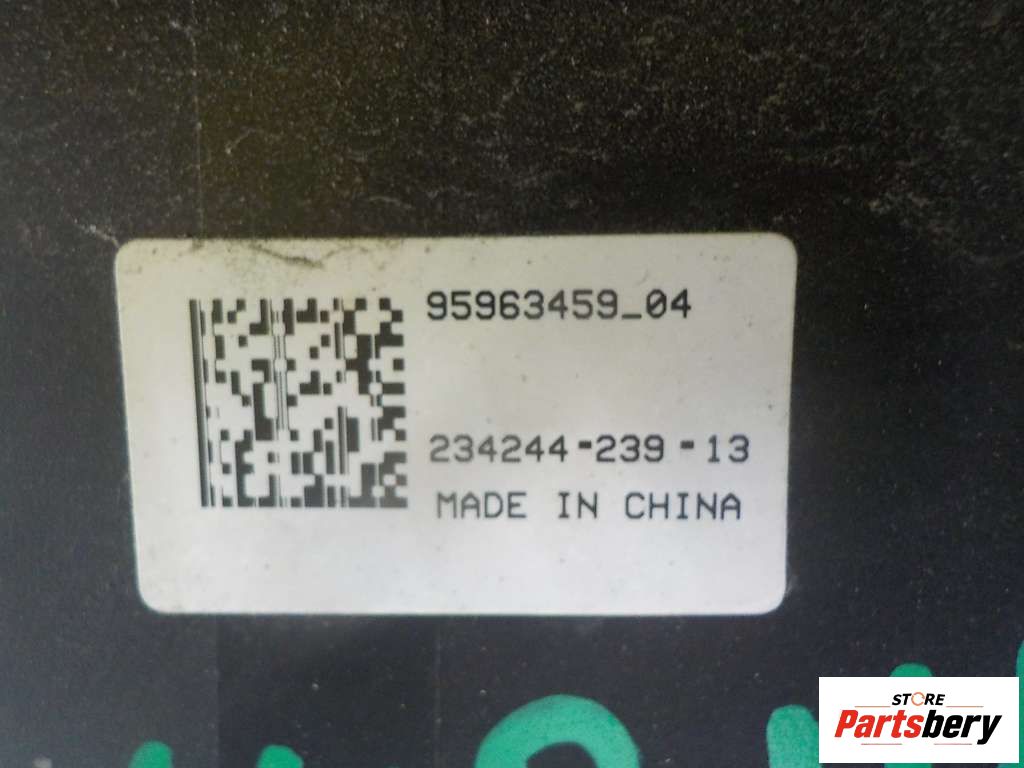 95963459_04
234244-239-13
MADE IN CHINA
STORE
Partsbery